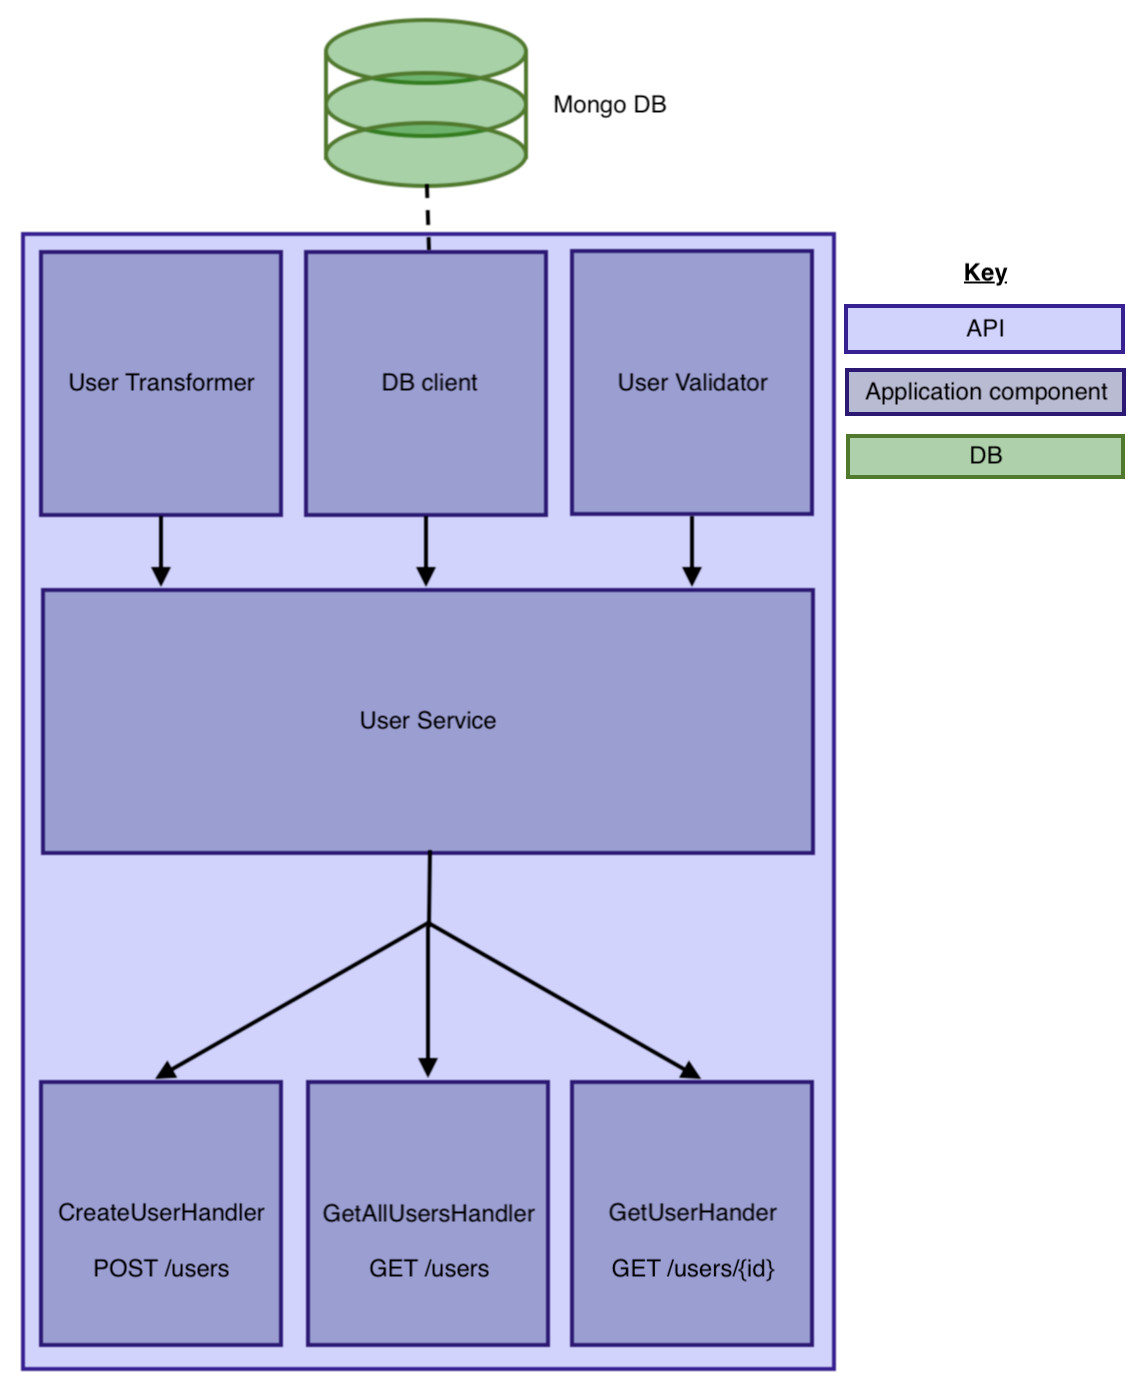 Mongo DB
Key
API
Application component
DB
User Transformer
DB client
User Validator
User Service
CreateUserHandler
POST /users
GetAllUsersHandler
GET /users
GetUserHander
GET /users/{id}